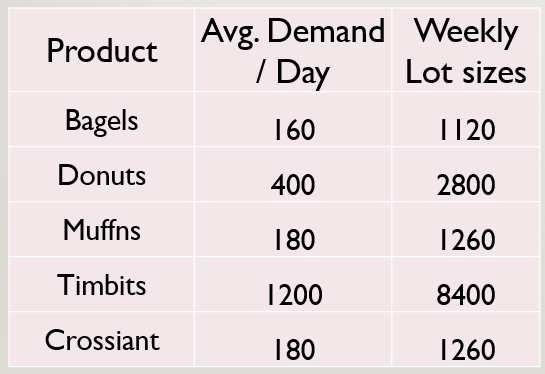 Product Avg. Demand / Day Weekly Lot sizes
Bagels 160 1120
Donuts 400 2800
Muffns 180 1260
Timbits 1200 8400
Crossiant 180 1260